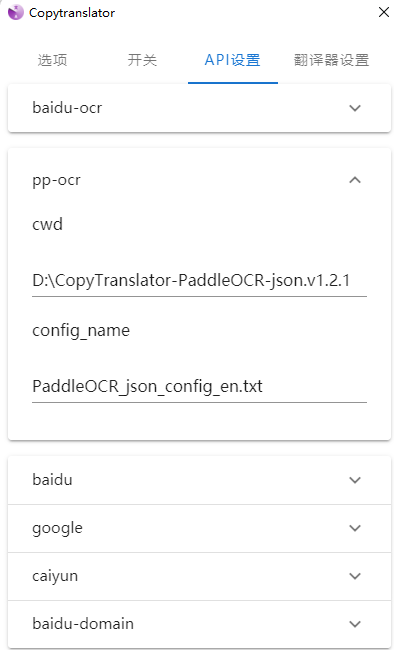 Copytranslator
选项 开关 API设置 翻译器设置
baidu-ocr
pp-ocr
cwd
D:\CopyTranslator-PaddleOCR-json.v1.2.1
config_name
PaddleOCR_json_config_en.txt
baidu
google
caiyun
baidu-domain